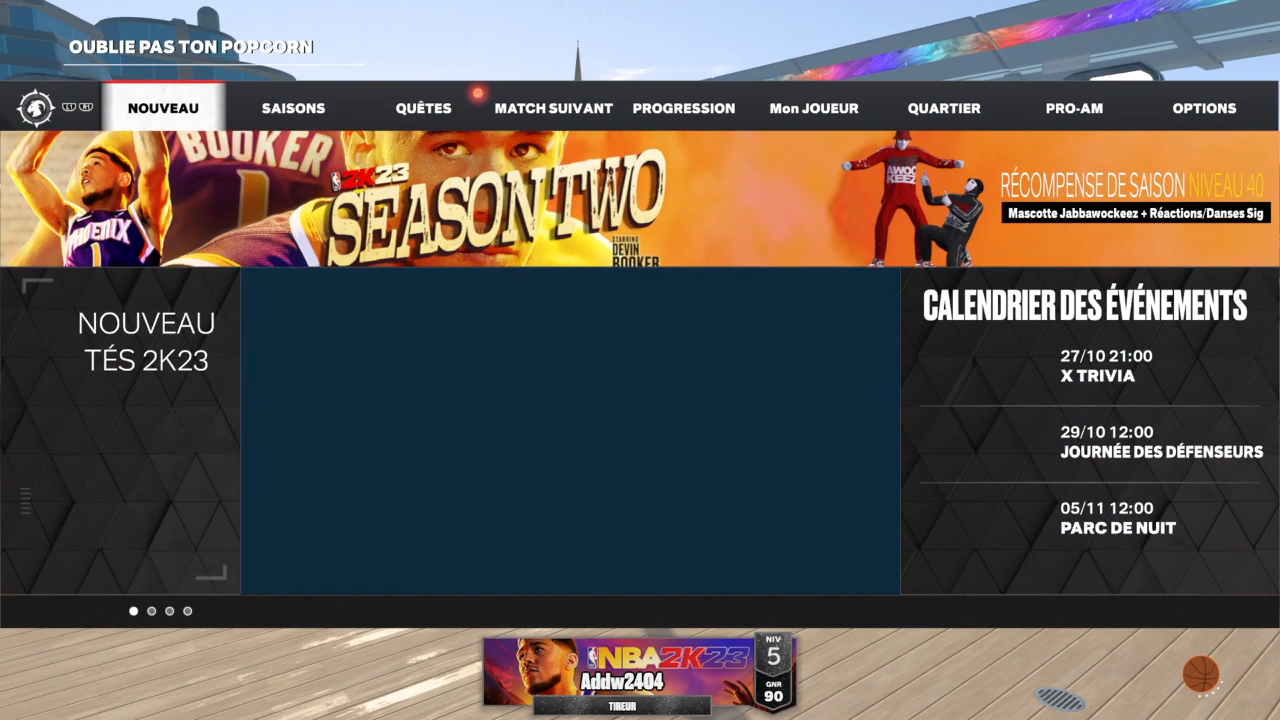 OUBLIE PAS TON POPCORN
L1 R1
NOUVEAU SAISONS QUÊTES MATCH SUIVANT PROGRESSION Mon JOUEUR QUARTIER PRO-AM OPTIONS
BOOKER
PHOENIX
1
2K23
SEASON TWO
STARRING
DEVIN
BOOKER
RÉCOMPENSE DE SAISON NIVEAU 40
Mascotte Jabbawockeez + Réactions/Danses Sig
NOUVEAU
TÉS 2K23
CALENDRIER DES ÉVÉNEMENTS
27/10 21:00
X TRIVIA
29/10 12:00
JOURNÉE DES DÉFENSEURS
05/11 12:00
PARC DE NUIT
NBA2K23
Addw2404
TIREUR
NIV
5
GNR
90